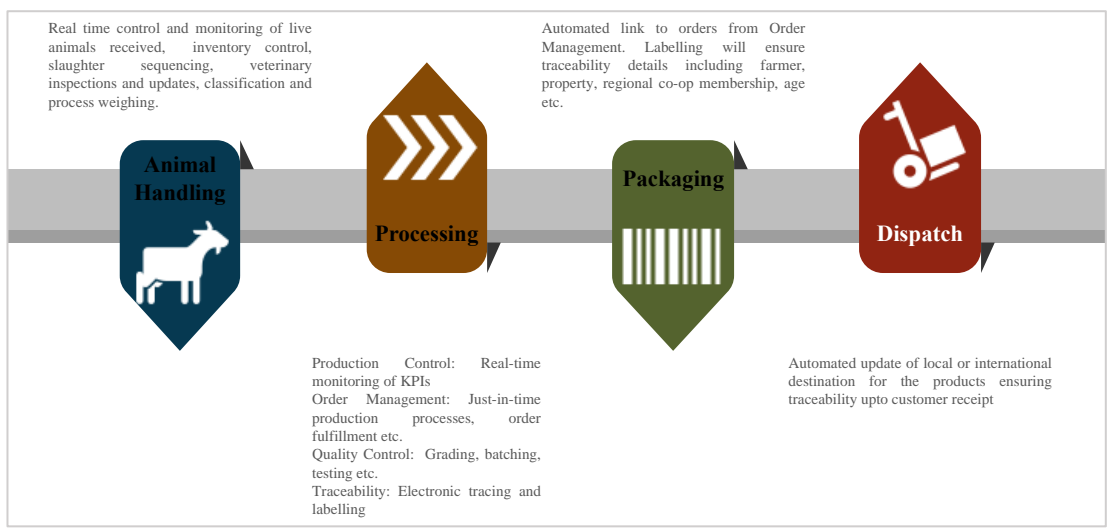 Real time control and monitoring of live
animals received, inventory control,
slaughter sequencing, veterinary
inspections and updates, classification and
process weighing.
Automated link to orders from Order
Management. Labelling will ensure
traceability details including farmer,
property, regional co-op membership, age
etc.
Animal
Handling
Processing
Packaging
Dispatch
Production Control: Real-time
monitoring of KPIs
Order Management: Just-in-time
production processes, order
fulfillment etc.
Quality Control: Grading, batching,
testing etc.
Traceability: Electronic tracing and
labelling
Automated update of local or international
destination for the products ensuring
traceability upto customer receipt